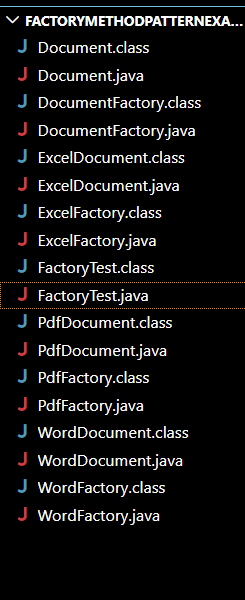 FACTORYMETHODPATTERNEXA...
Document.class
Document.java
DocumentFactory.class
DocumentFactory.java
ExcelDocument.class
ExcelDocument.java
ExcelFactory.class
ExcelFactory.java
FactoryTest.class
FactoryTest.java
PdfDocument.class
PdfDocument.java
PdfFactory.class
PdfFactory.java
WordDocument.class
WordDocument.java
WordFactory.class
WordFactory.java